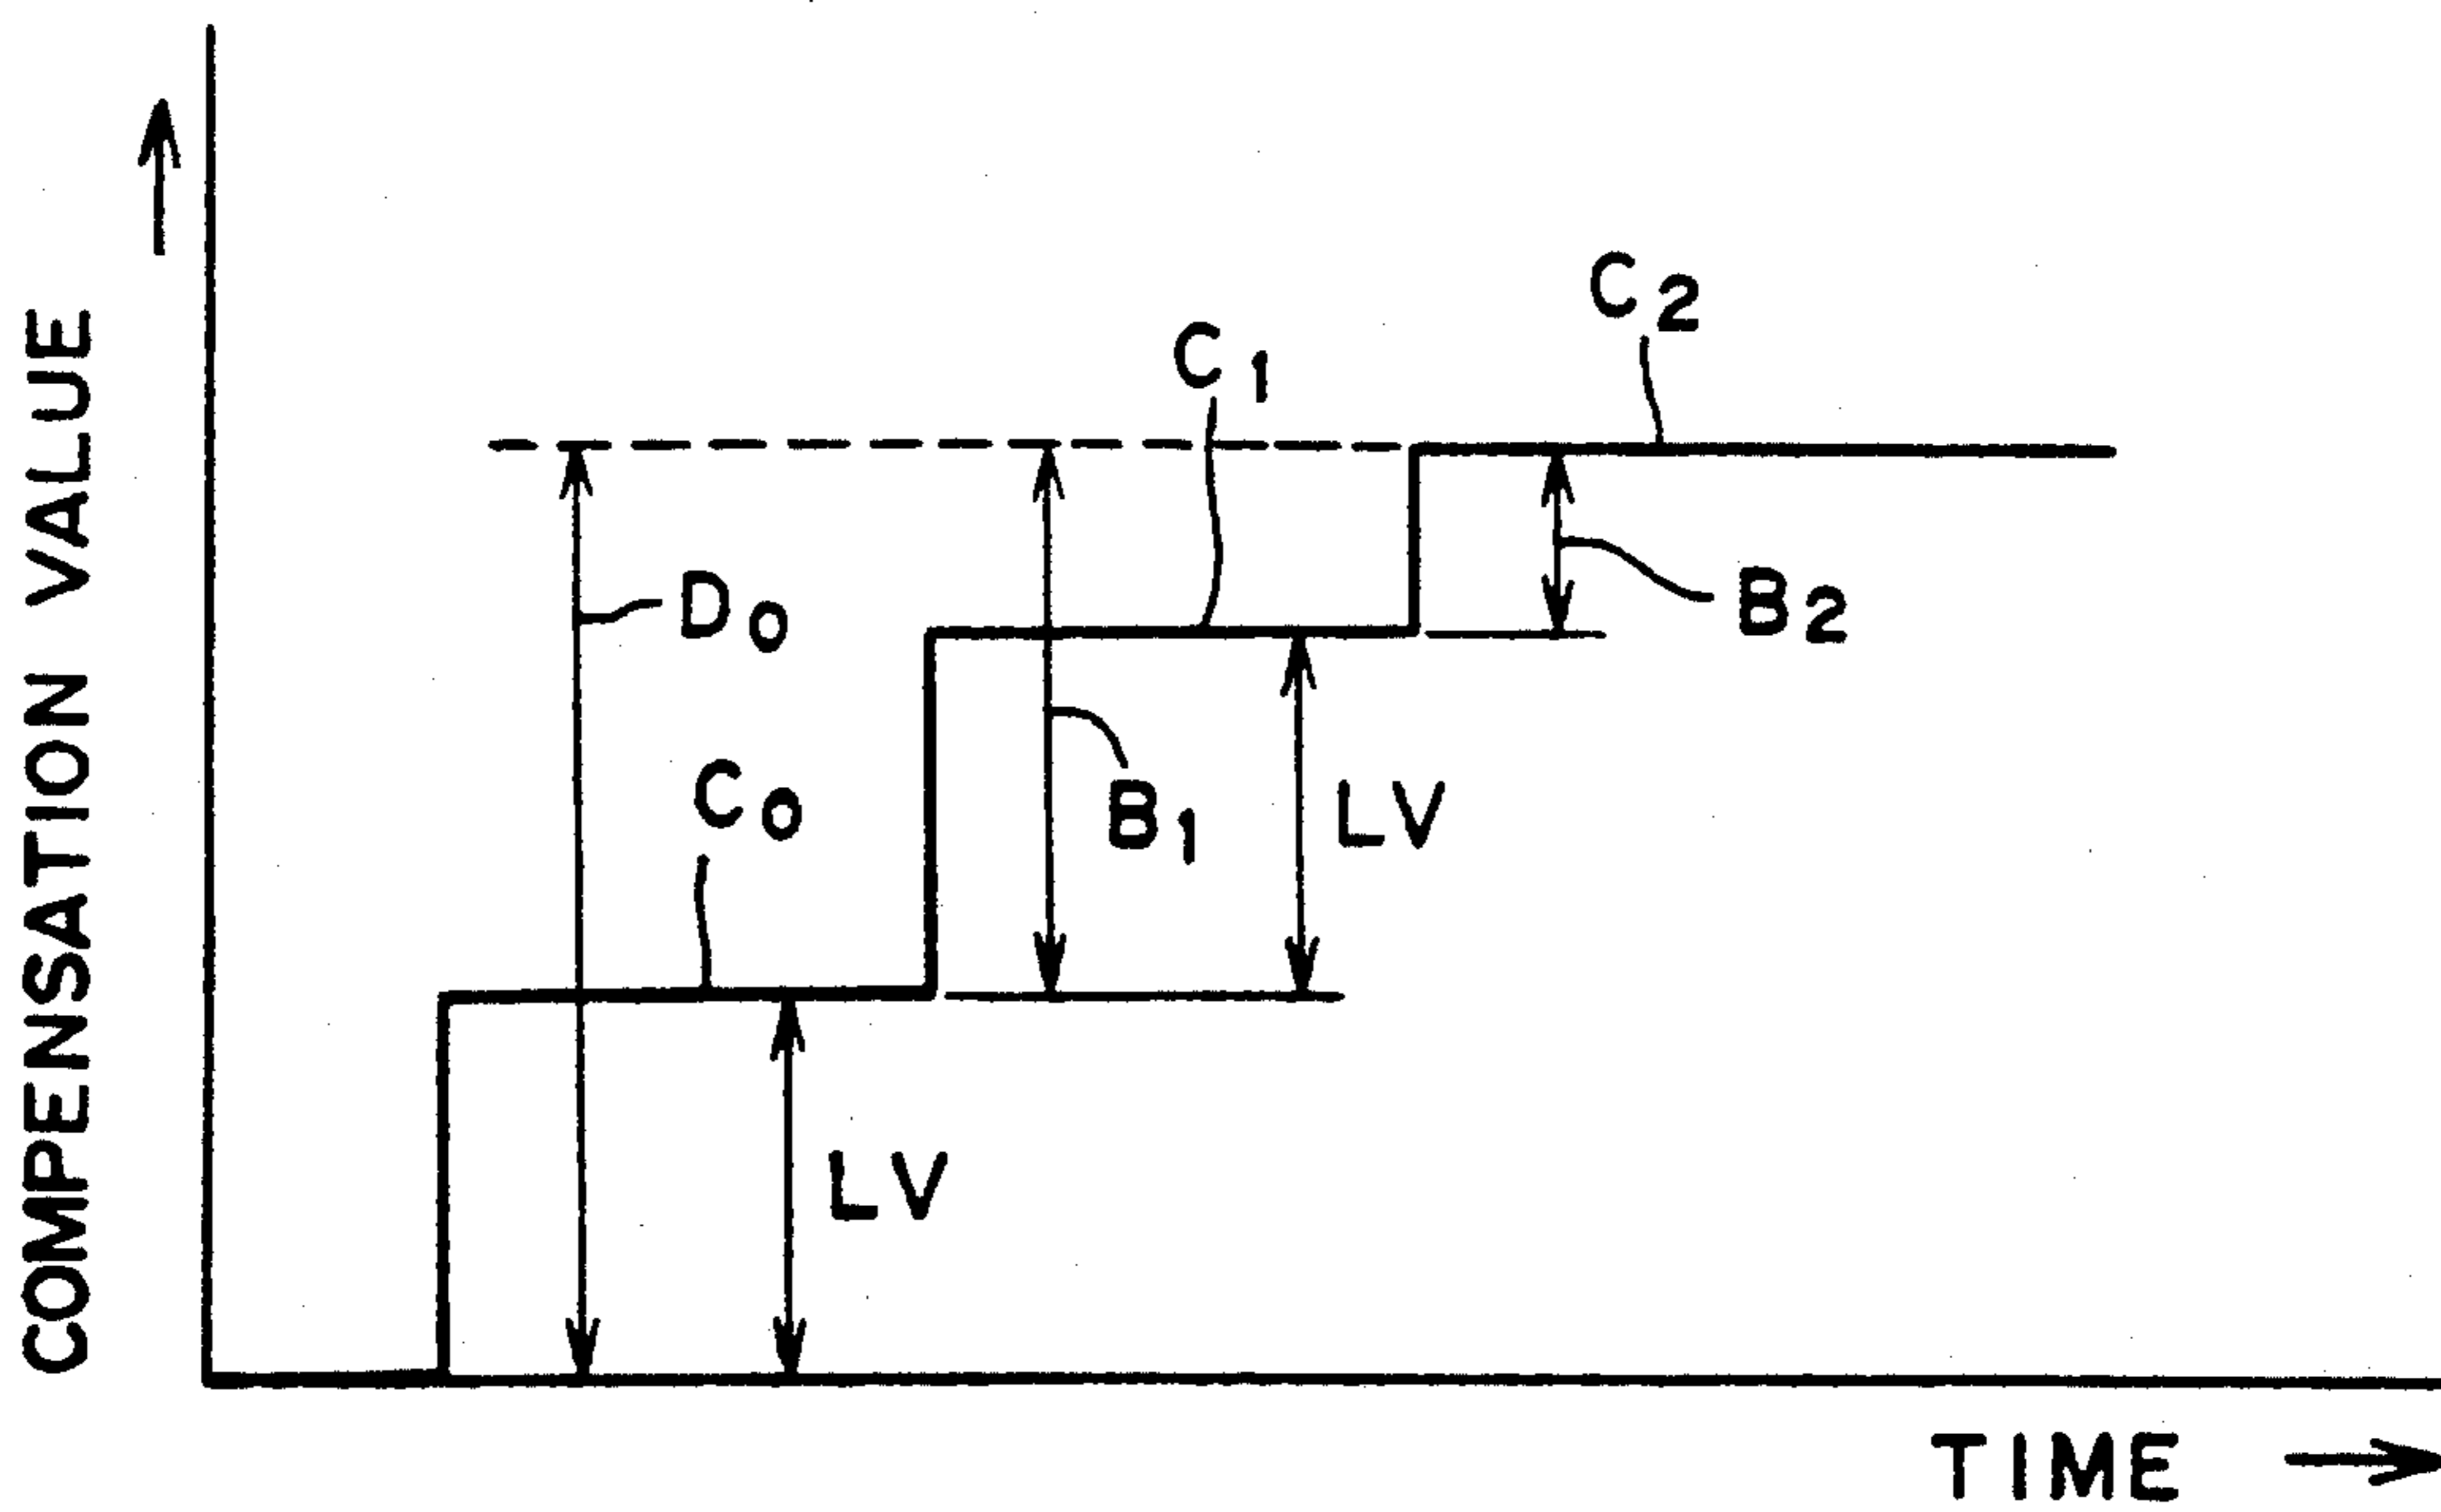 COMPENSATION VALUE
C2
C1
D0
B2
C0
B1
LV
LV
TIME